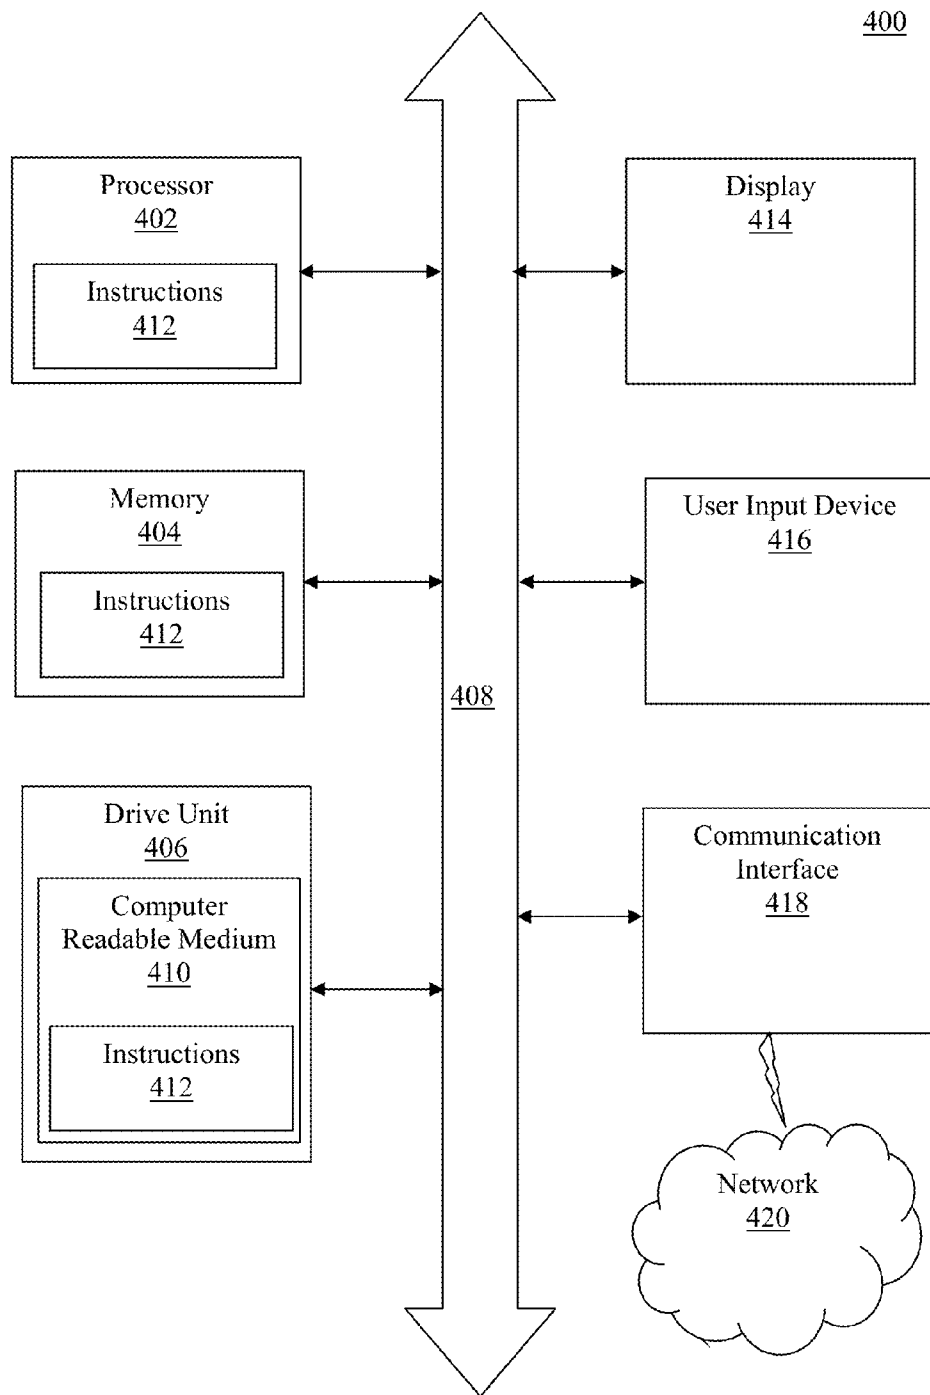 400
Processor
402
Instructions
412
Display
414
Memory
404
Instructions
412
User Input Device
416
408
Drive Unit
406
Computer
Readable Medium
410
Instructions
412
Communication
Interface
418
Network
420